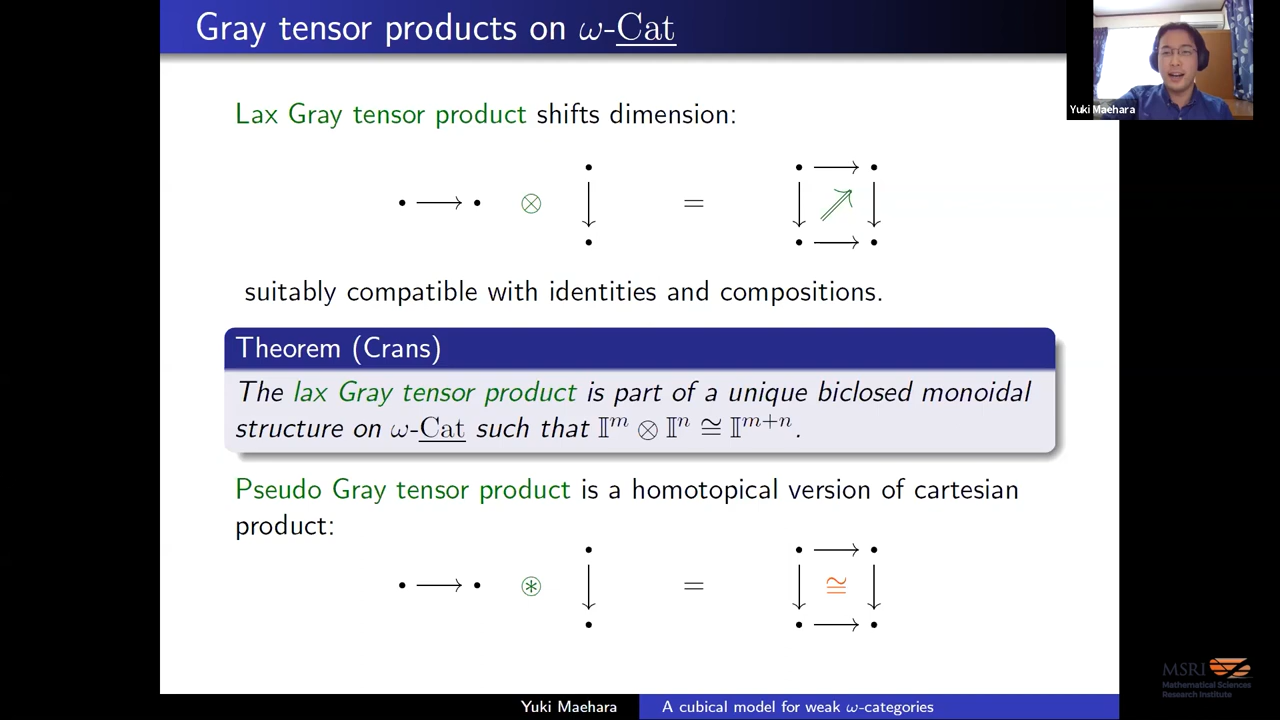 Gray tensor products on ω-Cat
Yuki Maehara
Lax Gray tensor product shifts dimension:
• ⟶ • ⊗ = 
suitably compatible with identities and compositions.
Theorem (Crans)
The lax Gray tensor product is part of a unique biclosed monoidal
structure on ω-Cat such that 𝕀^m ⊗ 𝕀^n ≅ 𝕀^{m+n}.
Pseudo Gray tensor product is a homotopical version of cartesian
product:
• ⟶ • ⊛ = ≅
MSRI
Mathematical Sciences
Research Institute
Yuki Maehara
A cubical model for weak ω-categories